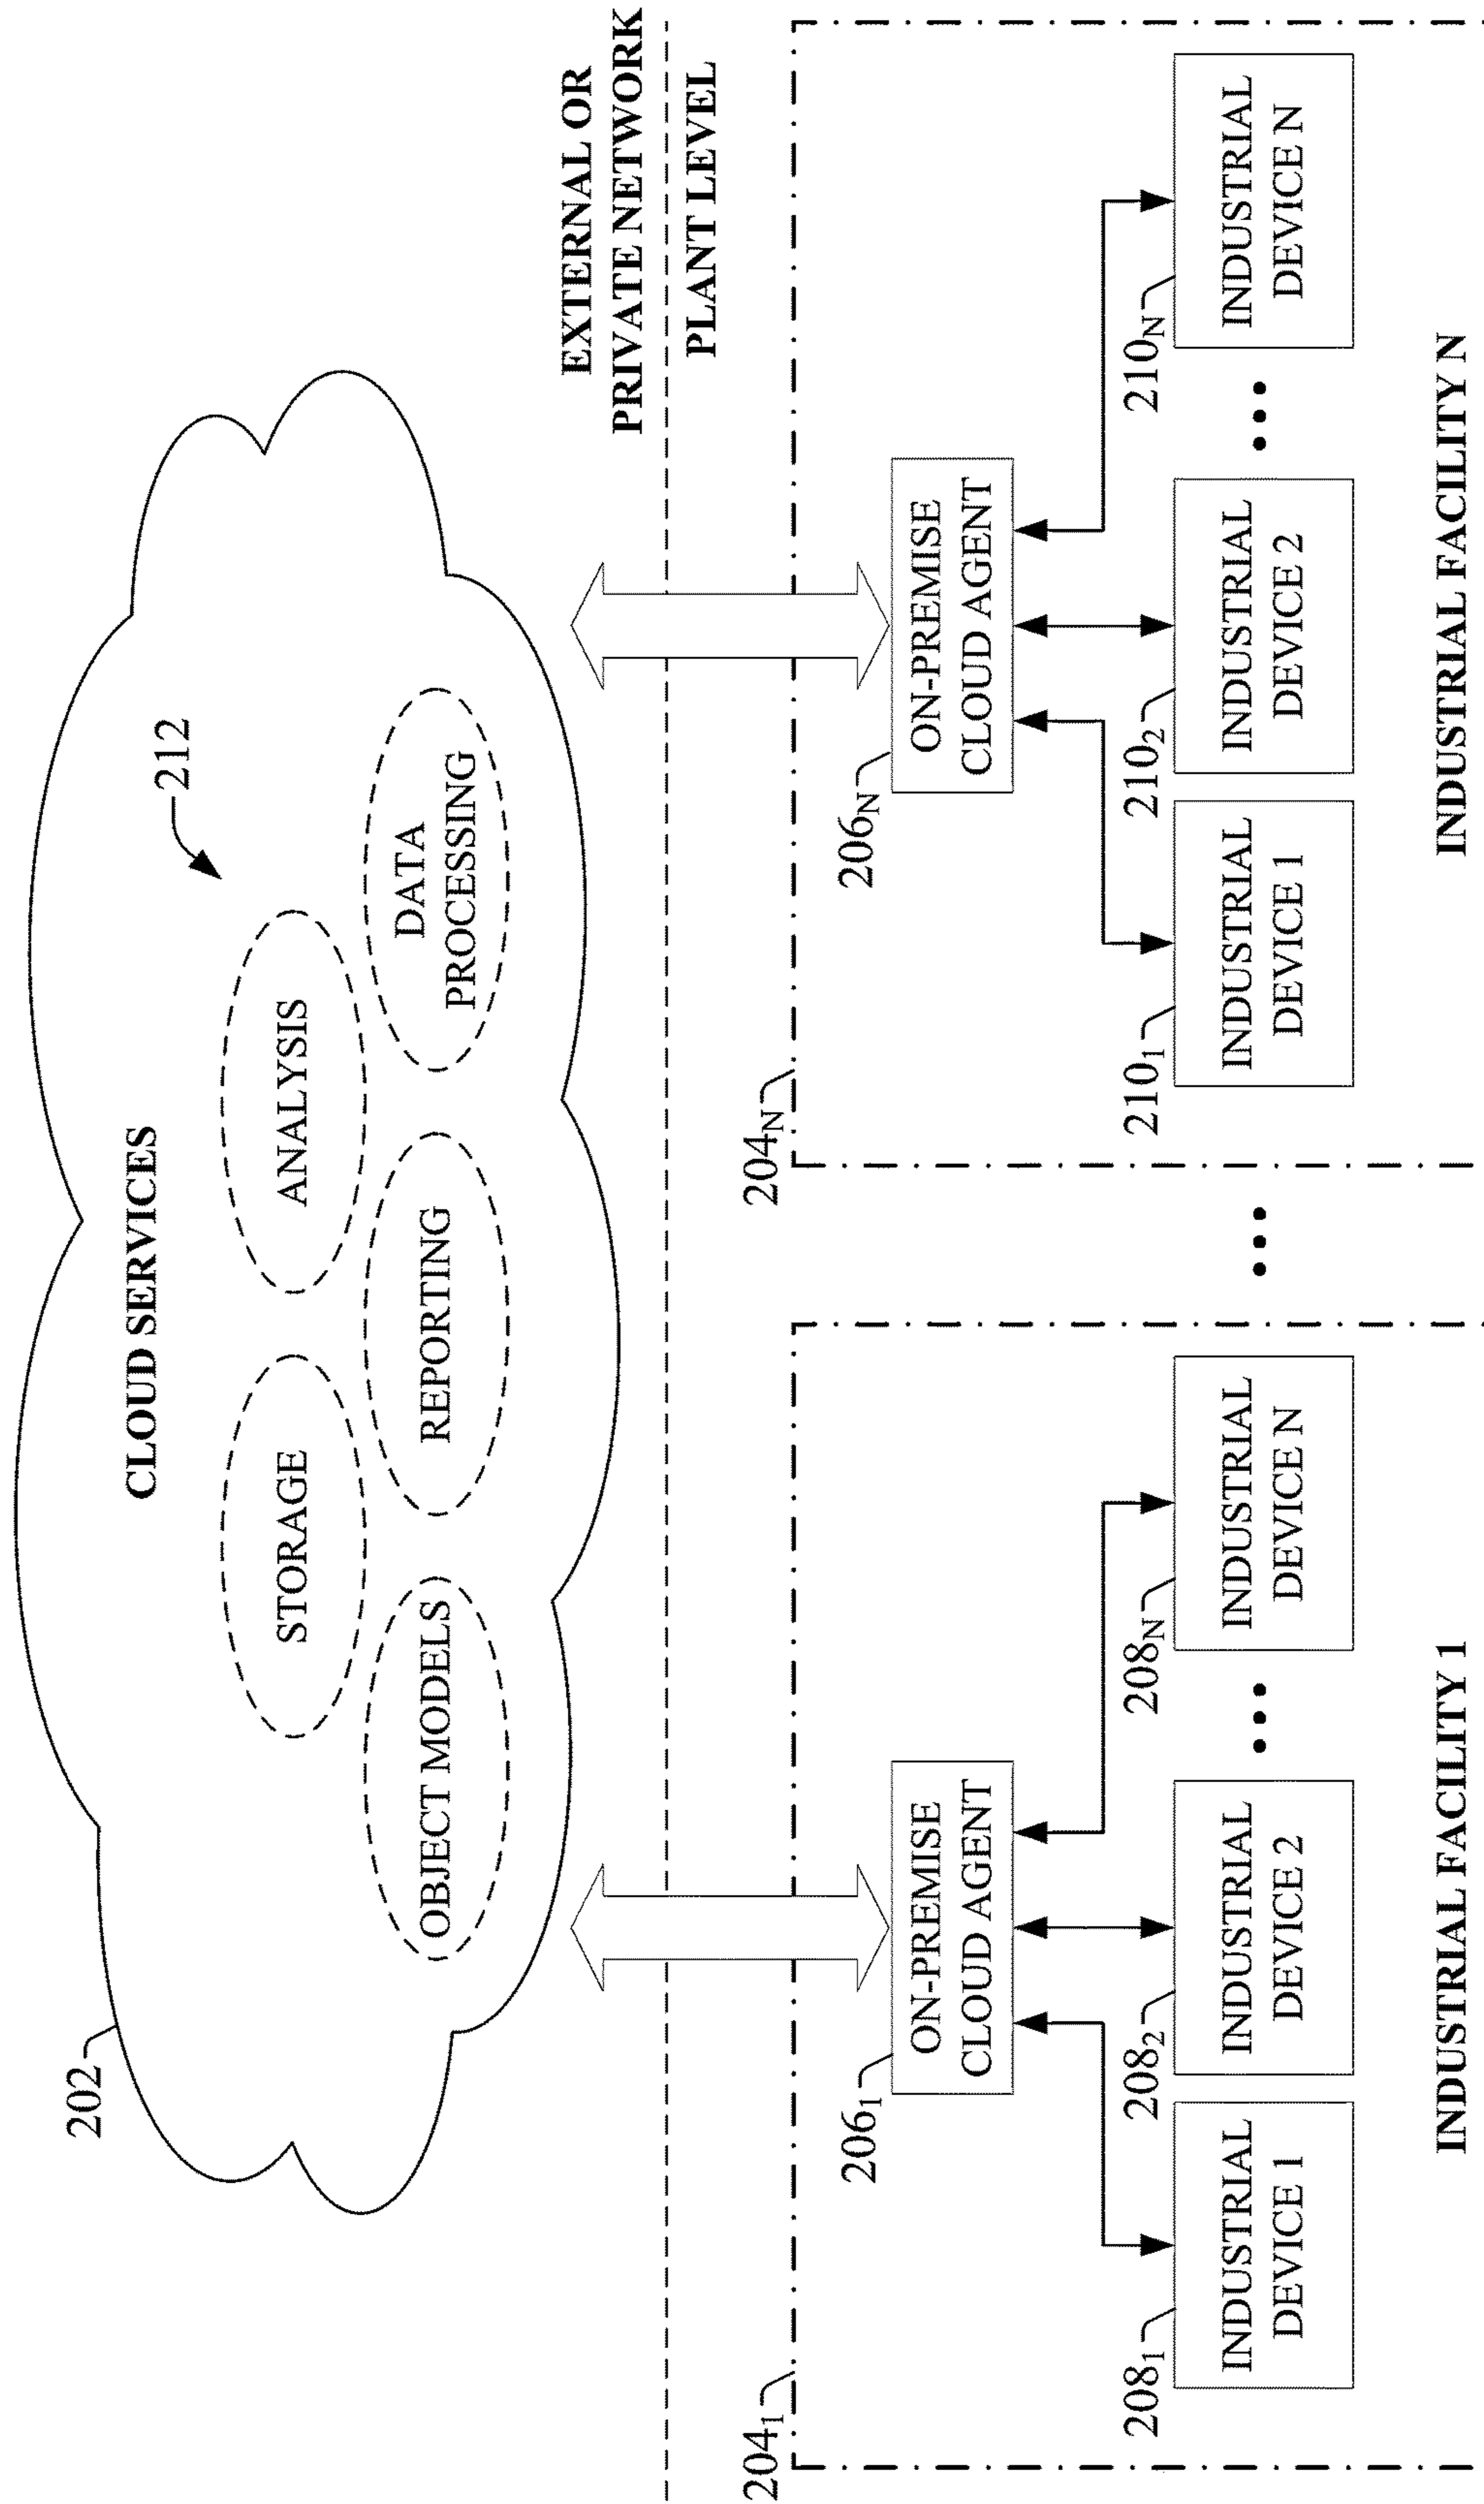 CLOUD SERVICES
202
212
STORAGE
ANALYSIS
OBJECT MODELS
REPORTING
DATA
PROCESSING
EXTERNAL OR
PRIVATE NETWORK
PLANT LEVEL
204₁
206₁
ON-PREMISE
CLOUD AGENT
208₁
208₂
208N
INDUSTRIAL
DEVICE 1
INDUSTRIAL
DEVICE 2
•••
INDUSTRIAL
DEVICE N
INDUSTRIAL FACILITY 1
•••
204N
206N
ON-PREMISE
CLOUD AGENT
210₁
210₂
210N
INDUSTRIAL
DEVICE 1
INDUSTRIAL
DEVICE 2
•••
INDUSTRIAL
DEVICE N
INDUSTRIAL FACILITY N